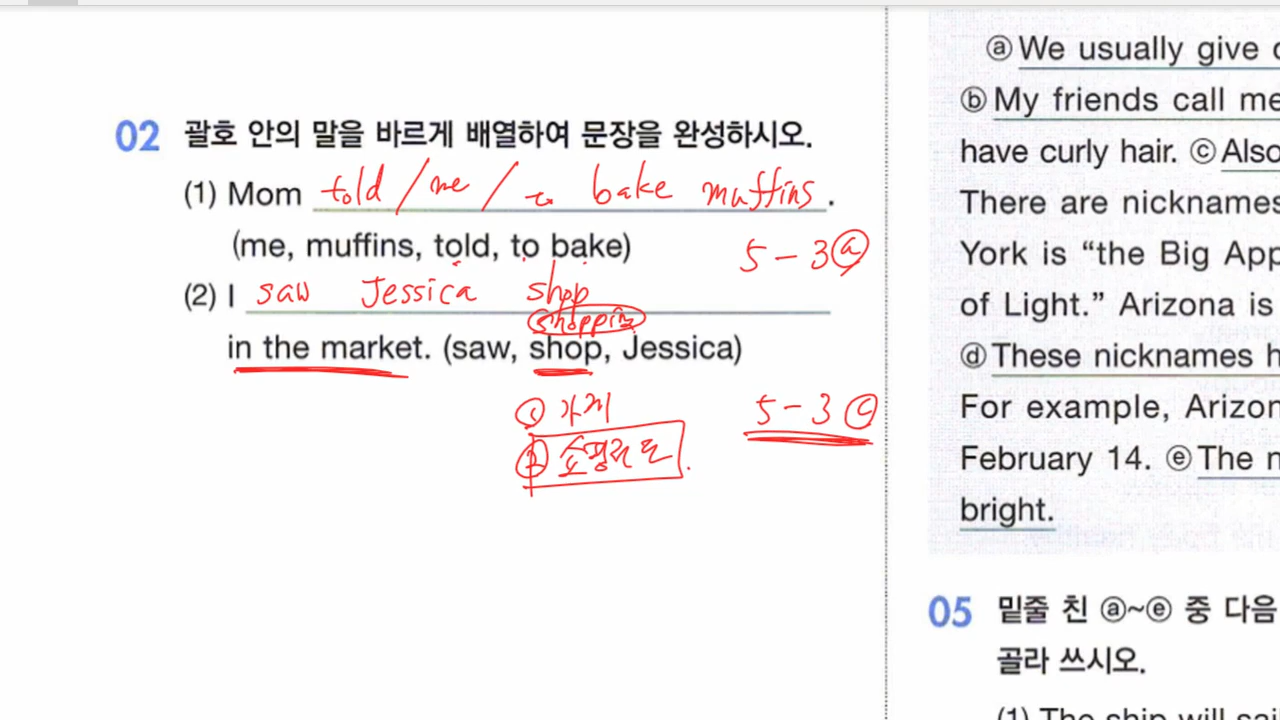 02 괄호 안의 말을 바르게 배열하여 문장을 완성하시오.
(1) Mom told / me / to bake muffins.
(me, muffins, told, to bake)
5-3ⓐ
(2) I saw Jessica shop
shopping
in the market. (saw, shop, Jessica)
① 가게
5-3ⓒ
② 쇼핑하다.
ⓐ We usually give
ⓑ My friends call me
have curly hair. ⓒ Also
There are nicknames
York is “the Big App
of Light.” Arizona is
ⓓ These nicknames h
For example, Arizon
February 14. ⓔ The n
bright.
05 밑줄 친 ⓐ~ⓔ 중 다음
골라 쓰시오.
(1) The ship will sai